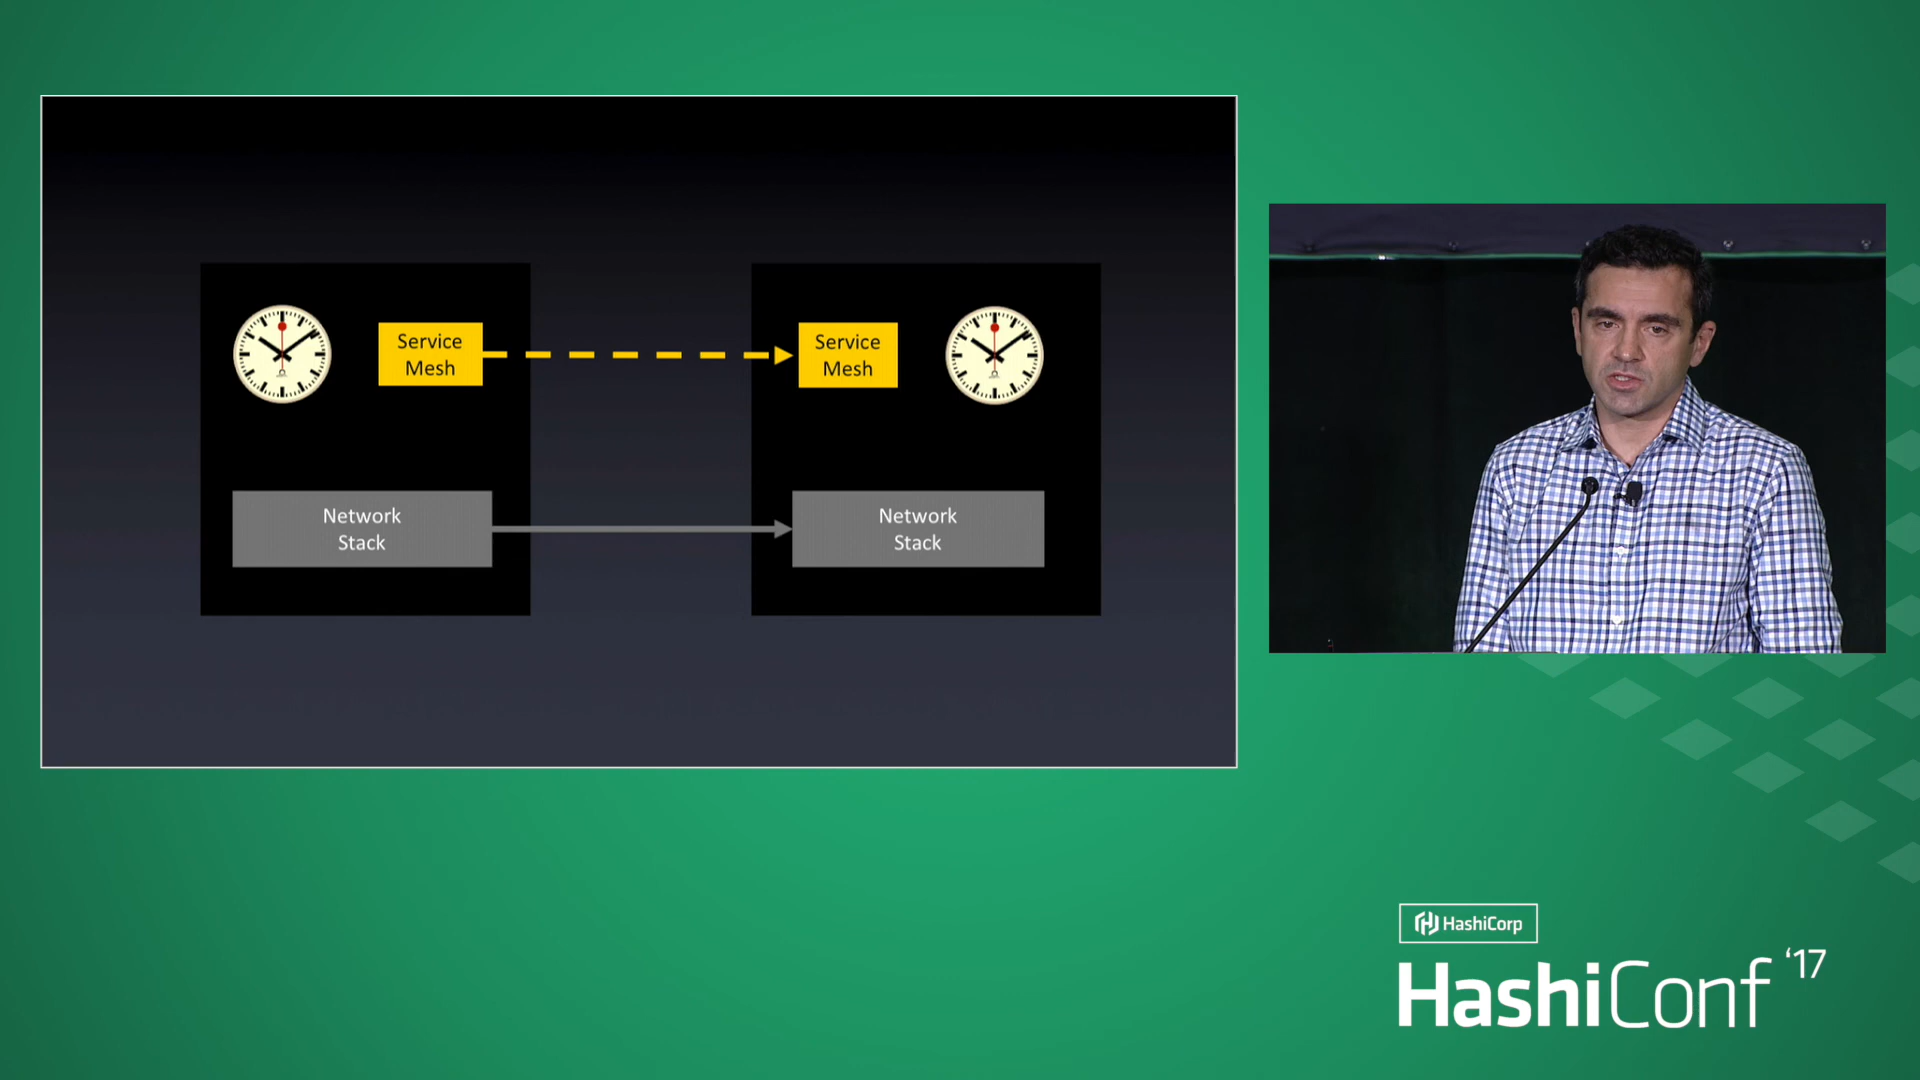 Service
Mesh
Service
Mesh
Network
Stack
Network
Stack
HashiCorp
HashiConf '17